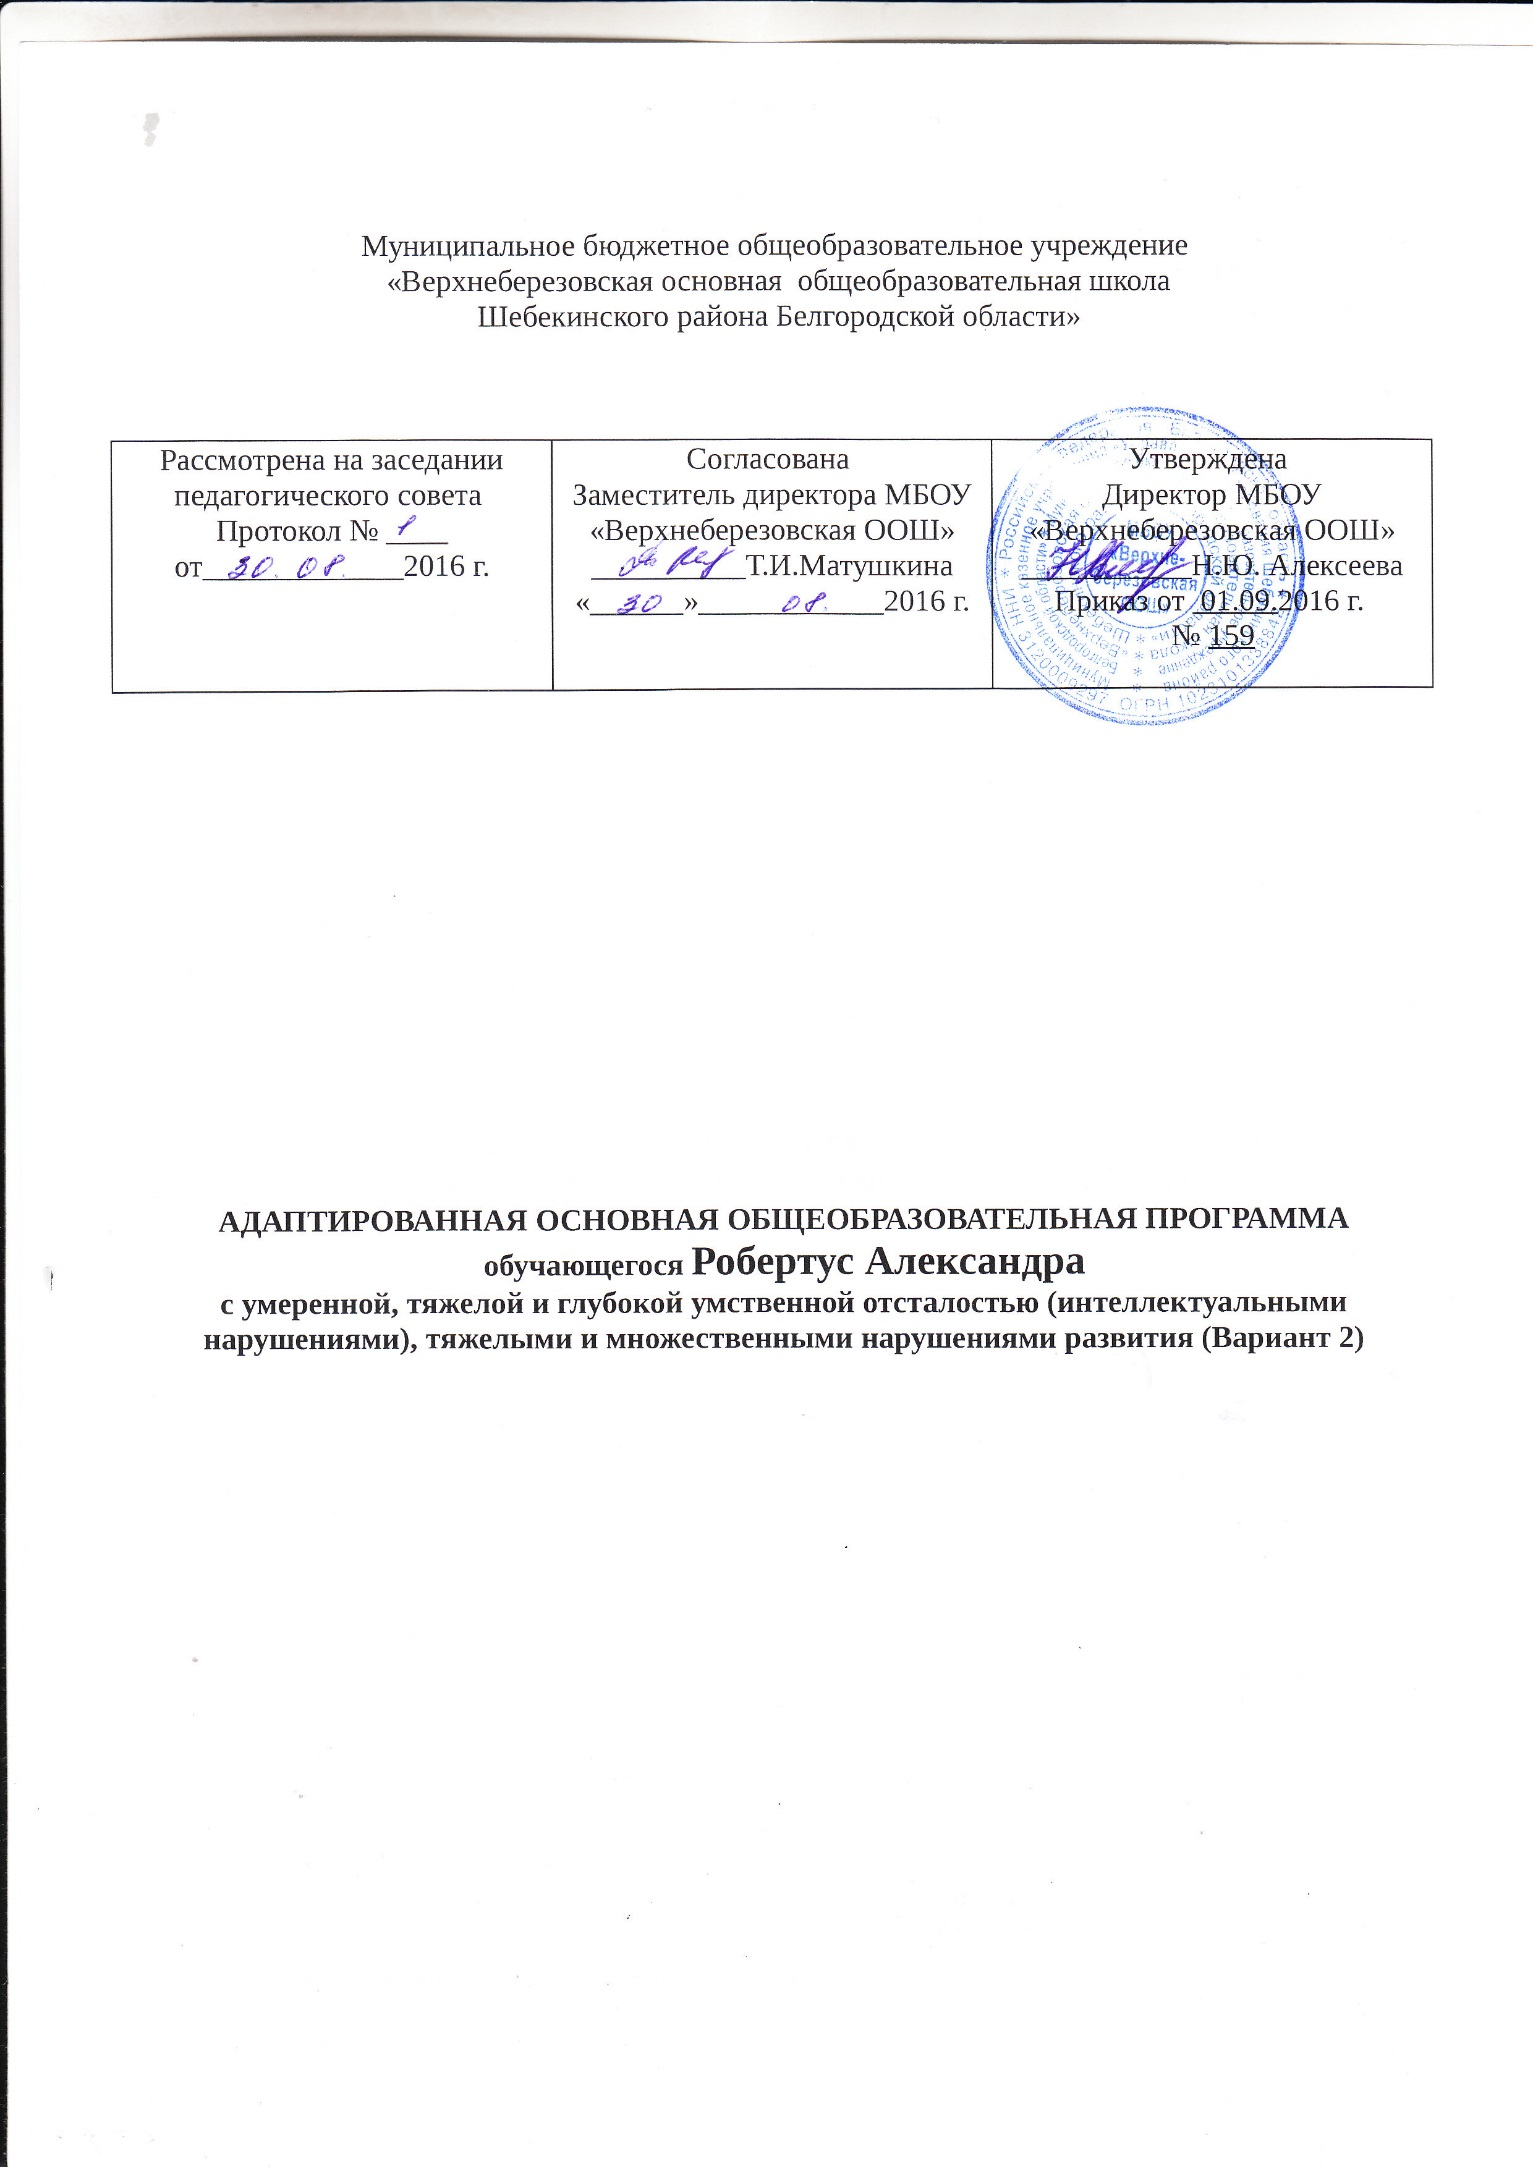 Муниципальное бюджетное общеобразовательное учреждение
«Верхнеберезовская основная общеобразовательная школа
Шебекинского района Белгородской области»
Рассмотрена на заседании
педагогического совета
Протокол № 1
от 30. 08. 2016 г.
Согласована
Заместитель директора МБОУ
«Верхнеберезовская ООШ»
Т.И.Матушкина
« 30 » 08. 2016 г.
Утверждена
Директор МБОУ
«Верхнеберезовская ООШ»
Н.Ю. Алексеева
Приказ от 01.09.2016 г.
№ 159
«Верхне-
березовская
АДАПТИРОВАННАЯ ОСНОВНАЯ ОБЩЕОБРАЗОВАТЕЛЬНАЯ ПРОГРАММА
обучающегося Робертус Александра
с умеренной, тяжелой и глубокой умственной отсталостью (интеллектуальными
нарушениями), тяжелыми и множественными нарушениями развития (Вариант 2)